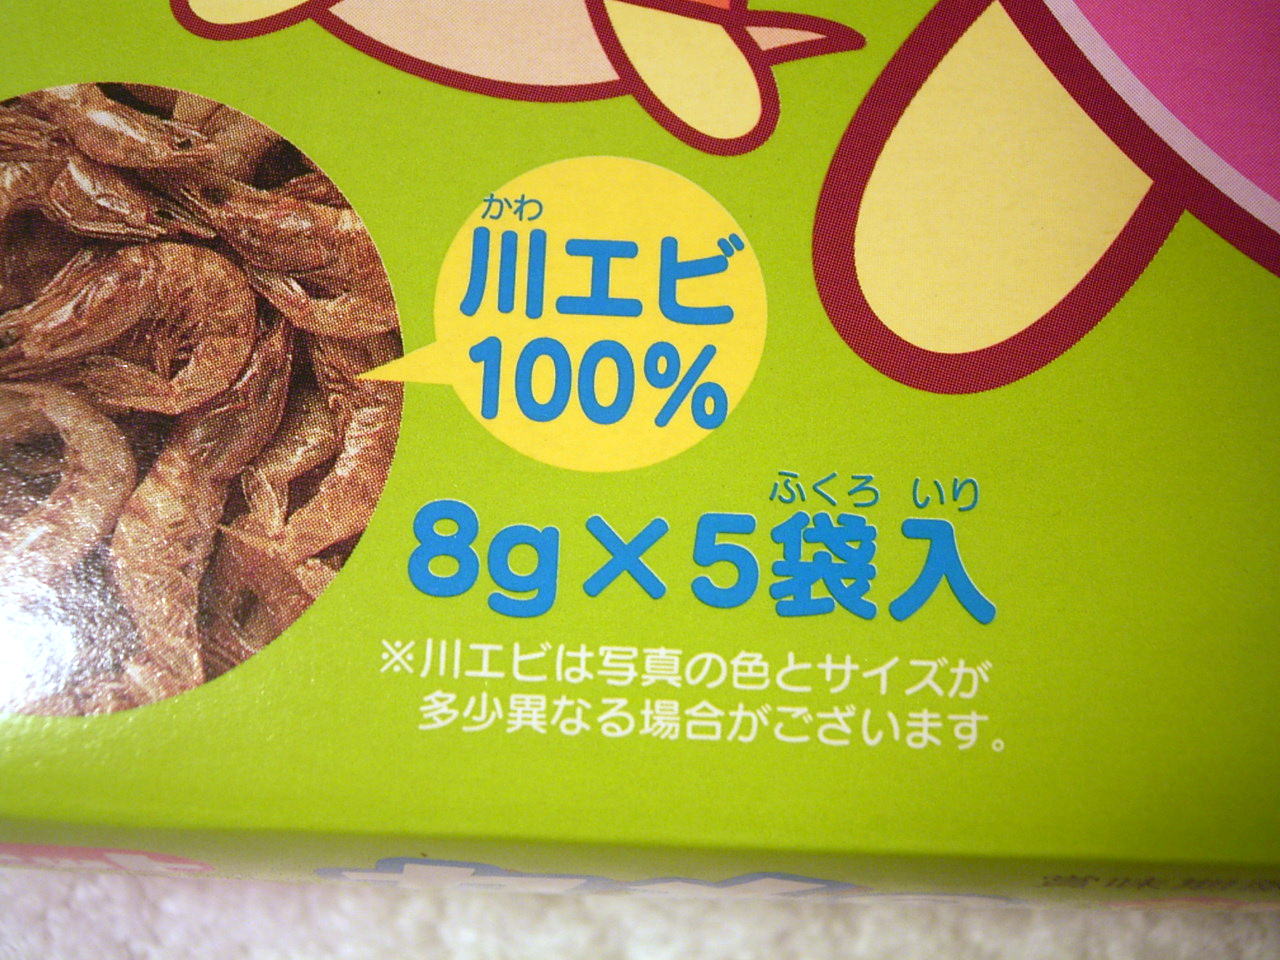 かわ
川エビ
100%
ふくろ いり
8g×5袋入
※川エビは写真の色とサイズが
多少異なる場合がございます。